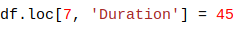 df.loc[7, 'Duration'] = 45